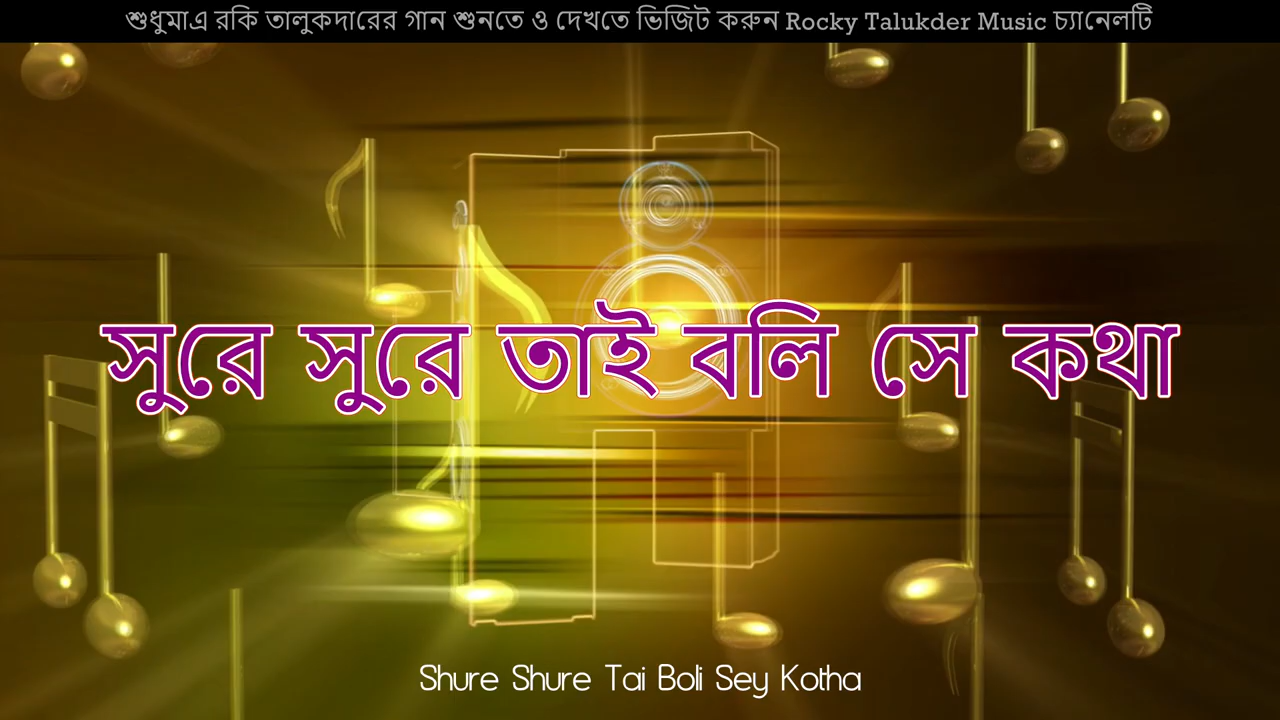 শুধুমাএ রকি তালুকদারের গান শুনতে ও দেখতে ভিজিট করুন Rocky Talukder Music চ্যানেলটি
সুরে সুরে তাই বলি সে কথা
Shure Shure Tai Boli Sey Kotha